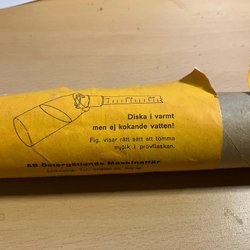 Diska i varmt
men ej kokande vatten!
Fig. visar rätt sätt att tömma
mjölk i provflaskan.
AB Östergötlands Maskinaffär